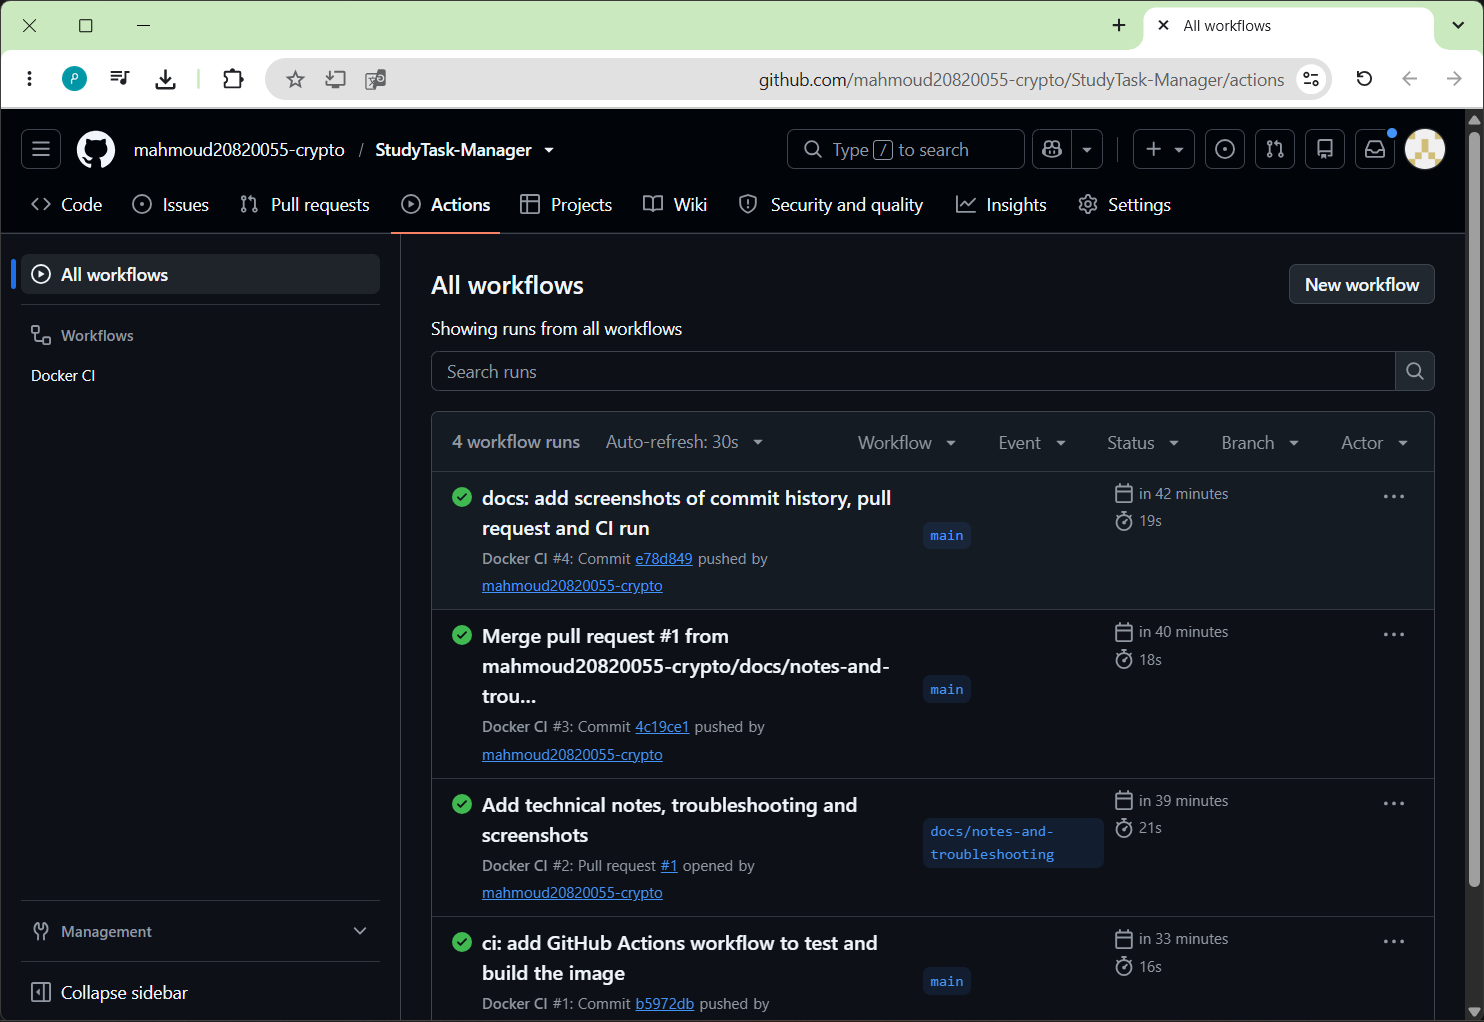 All workflows
github.com/mahmoud20820055-crypto/StudyTask-Manager/actions
mahmoud20820055-crypto / StudyTask-Manager
Type / to search
Code
Issues
Pull requests
Actions
Projects
Wiki
Security and quality
Insights
Settings
All workflows
Workflows
Docker CI
Management
Collapse sidebar
All workflows
New workflow
Showing runs from all workflows
Search runs
4 workflow runs
Auto-refresh: 30s
Workflow
Event
Status
Branch
Actor
docs: add screenshots of commit history, pull
request and CI run
Docker CI #4: Commit e78d849 pushed by
mahmoud20820055-crypto
main
in 42 minutes
19s
Merge pull request #1 from
mahmoud20820055-crypto/docs/notes-and-
trou...
Docker CI #3: Commit 4c19ce1 pushed by
mahmoud20820055-crypto
main
in 40 minutes
18s
Add technical notes, troubleshooting and
screenshots
Docker CI #2: Pull request #1 opened by
mahmoud20820055-crypto
docs/notes-and-
troubleshooting
in 39 minutes
21s
ci: add GitHub Actions workflow to test and
build the image
Docker CI #1: Commit b5972db pushed by
main
in 33 minutes
16s